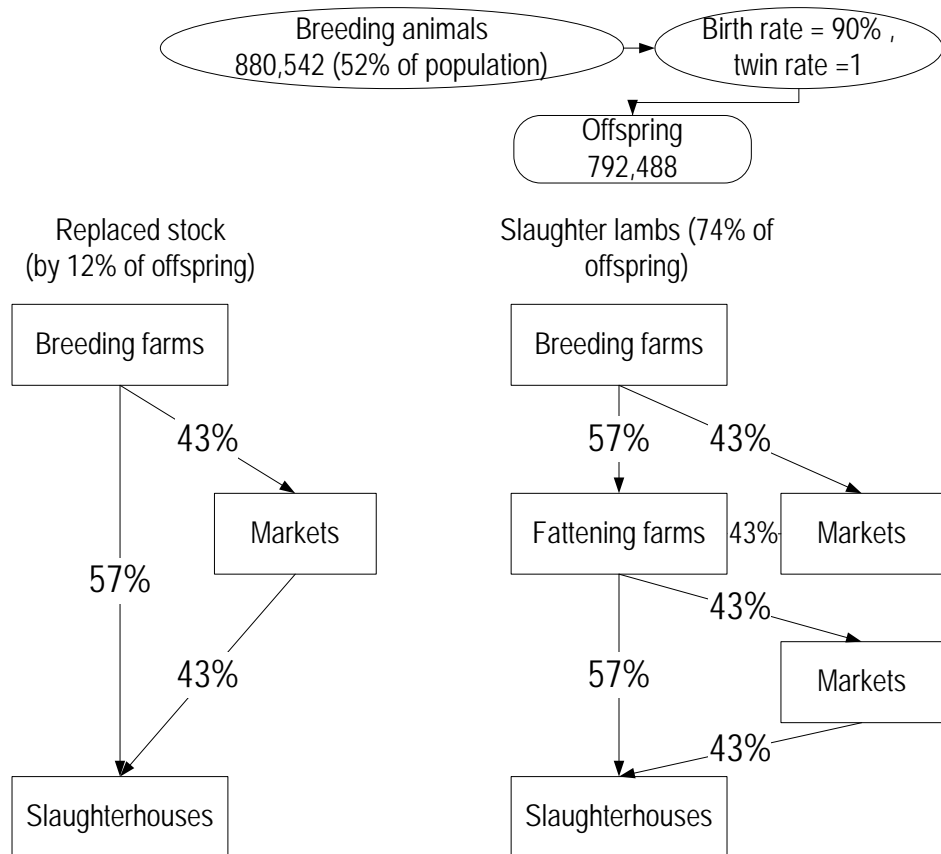 Breeding animals
880,542 (52% of population)
Birth rate = 90% ,
twin rate =1
Offspring
792,488
Replaced stock
(by 12% of offspring)
Slaughter lambs (74% of
offspring)
Breeding farms
43%
Markets
57%
43%
Slaughterhouses
Breeding farms
57%
43%
Fattening farms
43%
Markets
43%
57%
Markets
43%
Slaughterhouses